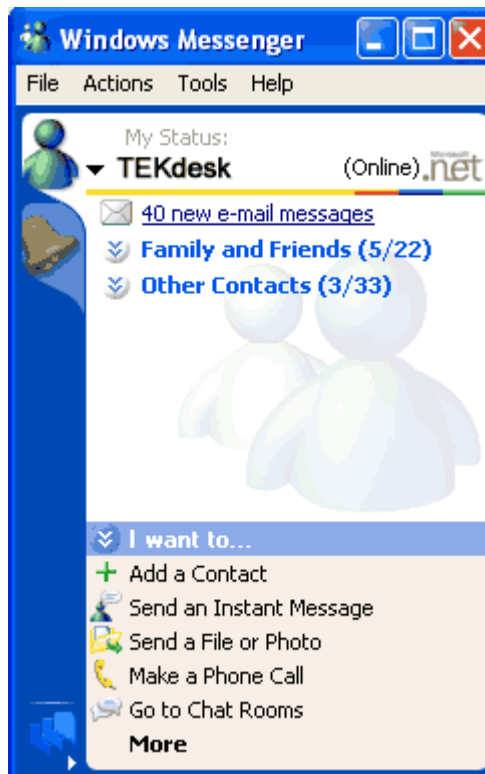 Windows Messenger
File Actions Tools Help
My Status:
TEKdesk (Online)
Microsoft
.net
40 new e-mail messages
Family and Friends (5/22)
Other Contacts (3/33)
I want to...
Add a Contact
Send an Instant Message
Send a File or Photo
Make a Phone Call
Go to Chat Rooms
More